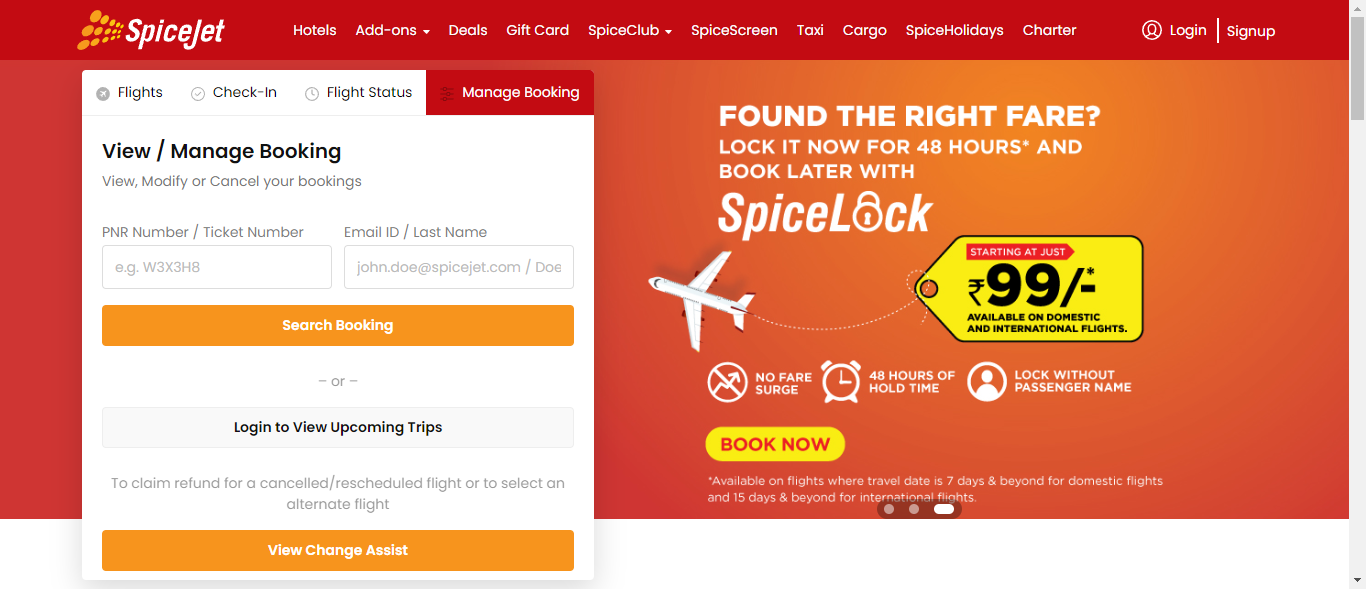 SpiceJet
Hotels Add-ons Deals Gift Card SpiceClub SpiceScreen Taxi Cargo SpiceHolidays Charter
Login Signup
Flights Check-In Flight Status Manage Booking
View / Manage Booking
View, Modify or Cancel your bookings
PNR Number / Ticket Number Email ID / Last Name
e.g. W3X3H8 john.doe@spicejet.com / Doe
Search Booking
– or –
Login to View Upcoming Trips
To claim refund for a cancelled/rescheduled flight or to select an
alternate flight
View Change Assist
FOUND THE RIGHT FARE?
LOCK IT NOW FOR 48 HOURS* AND
BOOK LATER WITH
SpiceLock
STARTING AT JUST
₹99/-*
AVAILABLE ON DOMESTIC
AND INTERNATIONAL FLIGHTS.
NO FARE
SURGE
48 HOURS OF
HOLD TIME
LOCK WITHOUT
PASSENGER NAME
BOOK NOW
*Available on flights where travel date is 7 days & beyond for domestic flights
and 15 days & beyond for international flights.